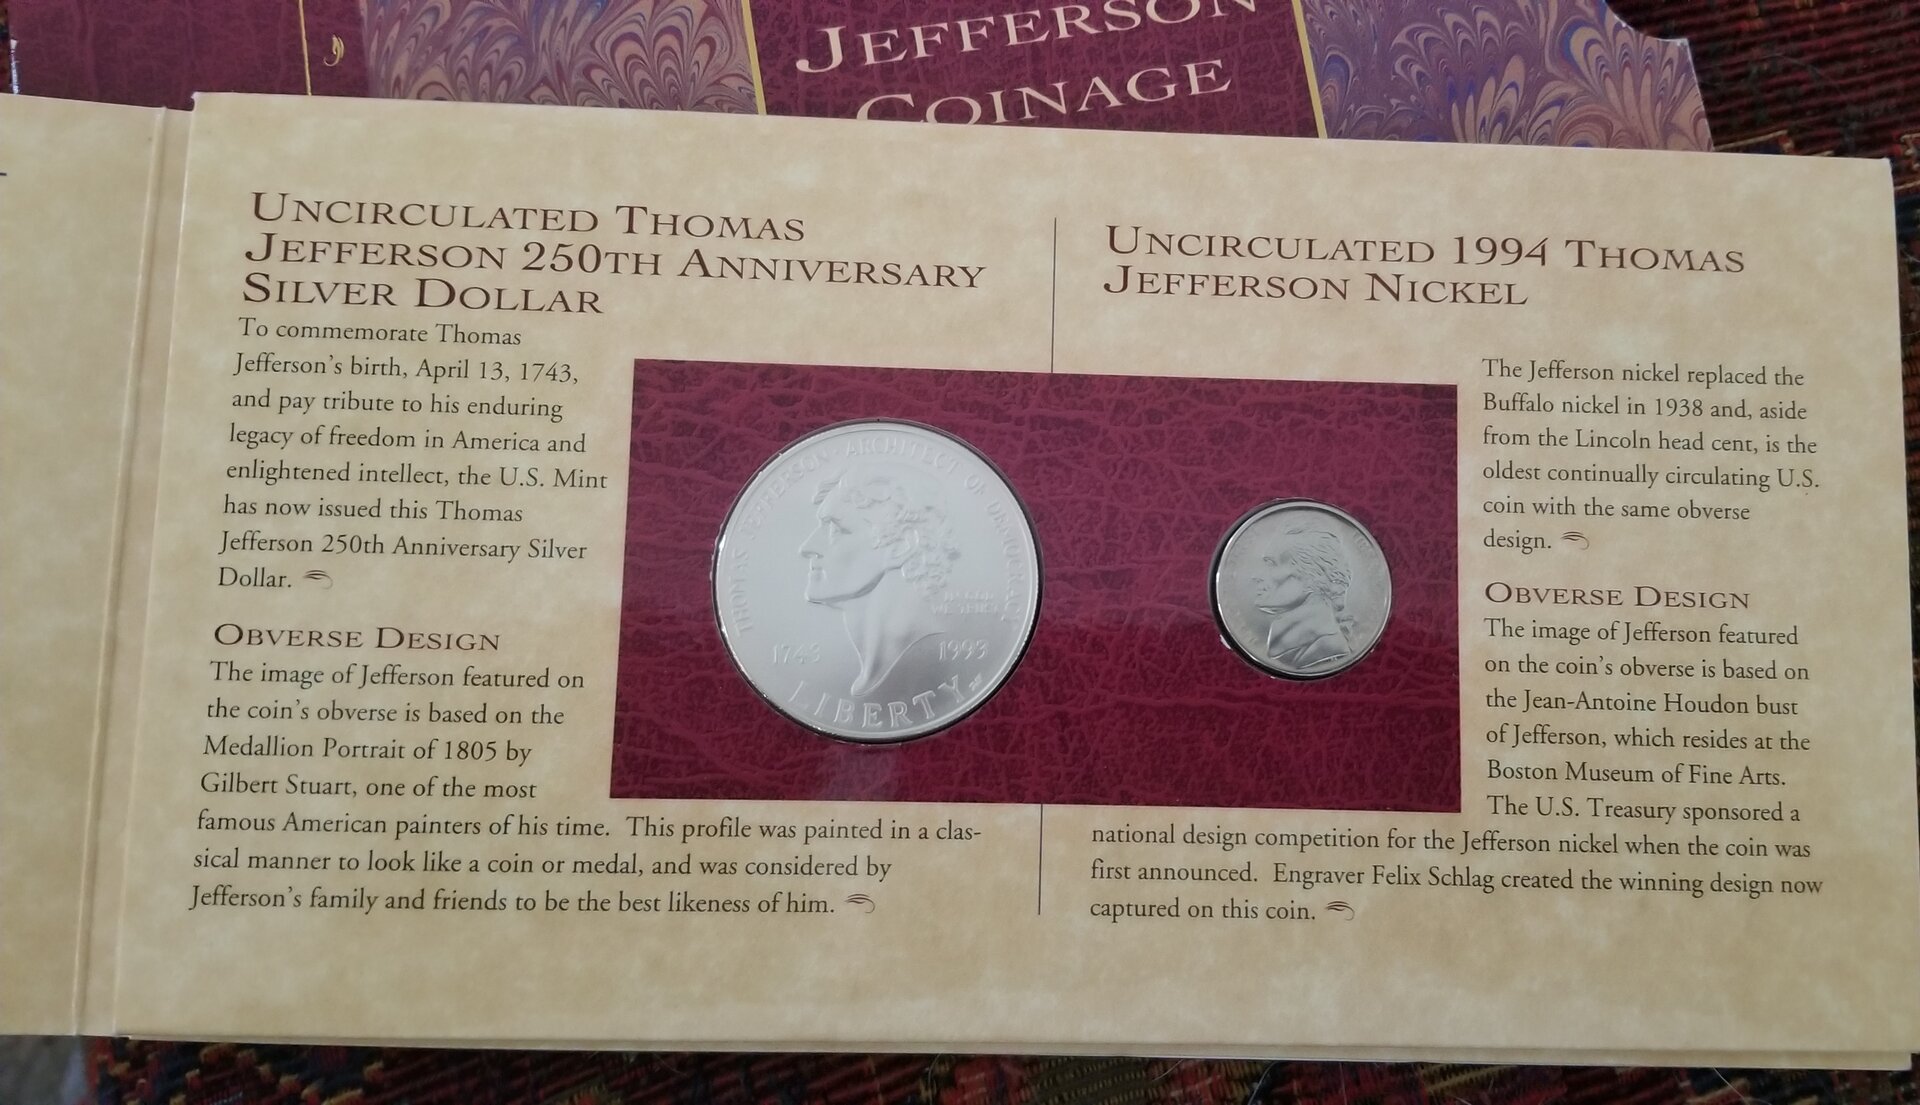 JEFFERSON
COINAGE
UNCIRCULATED THOMAS
JEFFERSON 250TH ANNIVERSARY
SILVER DOLLAR
To commemorate Thomas
Jefferson's birth, April 13, 1743,
and pay tribute to his enduring
legacy of freedom in America and
enlightened intellect, the U.S. Mint
has now issued this Thomas
Jefferson 250th Anniversary Silver
Dollar.
OBVERSE DESIGN
The image of Jefferson featured on
the coin's obverse is based on the
Medallion Portrait of 1805 by
Gilbert Stuart, one of the most
famous American painters of his time. This profile was painted in a clas-
sical manner to look like a coin or medal, and was considered by
Jefferson's family and friends to be the best likeness of him.
THOMAS JEFFERSON · ARCHITECT OF DEMOCRACY
1743 1993
LIBERTY
UNCIRCULATED 1994 THOMAS
JEFFERSON NICKEL
The Jefferson nickel replaced the
Buffalo nickel in 1938 and, aside
from the Lincoln head cent, is the
oldest continually circulating U.S.
coin with the same obverse
design.
OBVERSE DESIGN
The image of Jefferson featured
on the coin's obverse is based on
the Jean-Antoine Houdon bust
of Jefferson, which resides at the
Boston Museum of Fine Arts.
The U.S. Treasury sponsored a
national design competition for the Jefferson nickel when the coin was
first announced. Engraver Felix Schlag created the winning design now
captured on this coin.